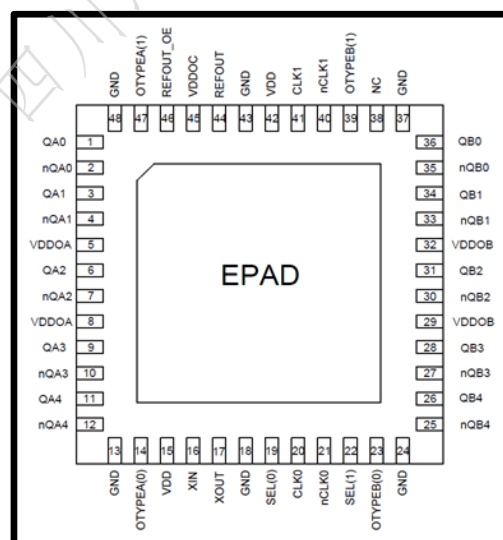 四川
GND
OTYPEA(1)
REFOUT_OE
VDDOC
REFOUT
GND
VDD
CLK1
nCLK1
OTYPEB(1)
NC
GND
48 47 46 45 44 43 42 41 40 39 38 37
QA0 1 36 QB0
nQA0 2 35 nQB0
QA1 3 34 QB1
nQA1 4 33 nQB1
VDDOA 5 32 VDDOB
QA2 6 31 QB2
EPAD
nQA2 7 30 nQB2
VDDOA 8 29 VDDOB
QA3 9 28 QB3
nQA3 10 27 nQB3
QA4 11 26 QB4
nQA4 12 25 nQB4
13 14 15 16 17 18 19 20 21 22 23 24
GND
OTYPEA(0)
VDD
XIN
XOUT
GND
SEL(0)
CLK0
nCLK0
SEL(1)
OTYPEB(0)
GND